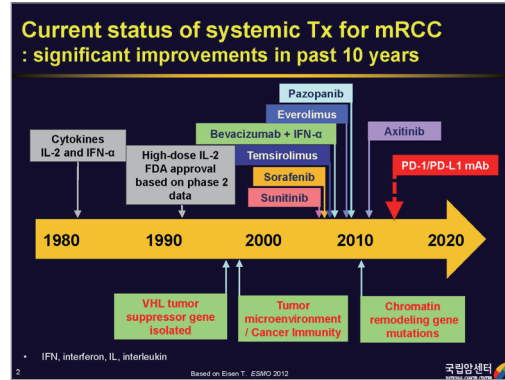 Current status of systemic Tx for mRCC
: significant improvements in past 10 years
Pazopanib
Everolimus
Bevacizumab + IFN-α
Axitinib
Cytokines
IL-2 and IFN-α
High-dose IL-2
FDA approval
based on phase 2
data
Temsirolimus
PD-1/PD-L1 mAb
Sorafenib
Sunitinib
1980
1990
2000
2010
2020
VHL tumor
suppressor gene
isolated
Tumor
microenvironment
/ Cancer Immunity
Chromatin
remodeling gene
mutations
• IFN, interferon, IL, interleukin
2
Based on Eisen T. ESMO 2012
국립암센터
NATIONAL CANCER CENTER